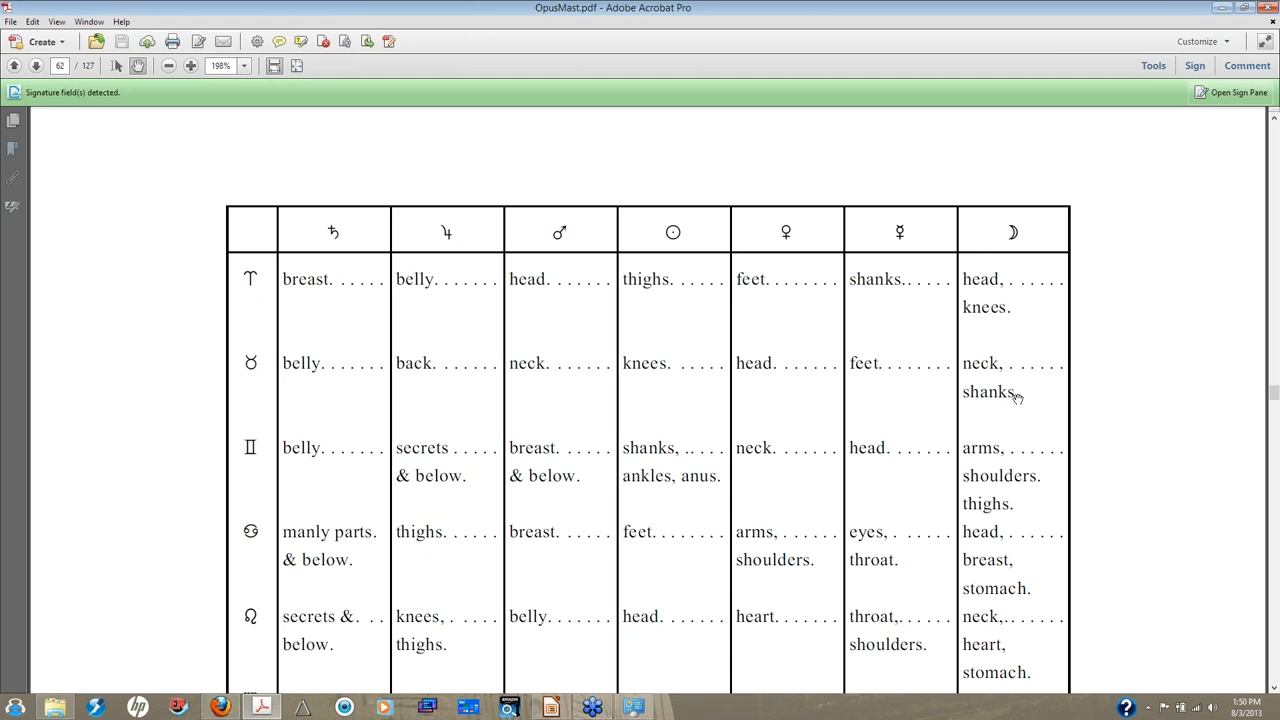 OpusMast.pdf - Adobe Acrobat Pro
File Edit View Window Help
Create Customize
62 / 127 198% Tools Sign Comment
Signature field(s) detected. Open Sign Pane
♄ ♃ ♂ ☉ ♀ ☿ ☽
♈ breast. . . . . . belly. . . . . . . head. . . . . . . thighs. . . . . . feet. . . . . . . . shanks.. . . . . head, . . . . . .
knees.
♉ belly. . . . . . . back. . . . . . . neck. . . . . . . knees. . . . . . head. . . . . . . feet. . . . . . . . neck, . . . . . .
shanks.
♊ belly. . . . . . . secrets . . . . . breast. . . . . . shanks, .. . . . neck. . . . . . . head. . . . . . . arms, . . . . . .
& below. & below. ankles, anus. shoulders.
thighs.
♋ manly parts. thighs. . . . . . breast. . . . . . feet. . . . . . . . arms, . . . . . . eyes, . . . . . . head, . . . . . .
& below. shoulders. throat. breast,
stomach.
♌ secrets &. . . knees, . . . . . belly. . . . . . . head. . . . . . . heart. . . . . . . throat,. . . . . . neck,. . . . . . .
below. thighs. shoulders. heart,
stomach.
hp amazon
1:50 PM
8/3/2013